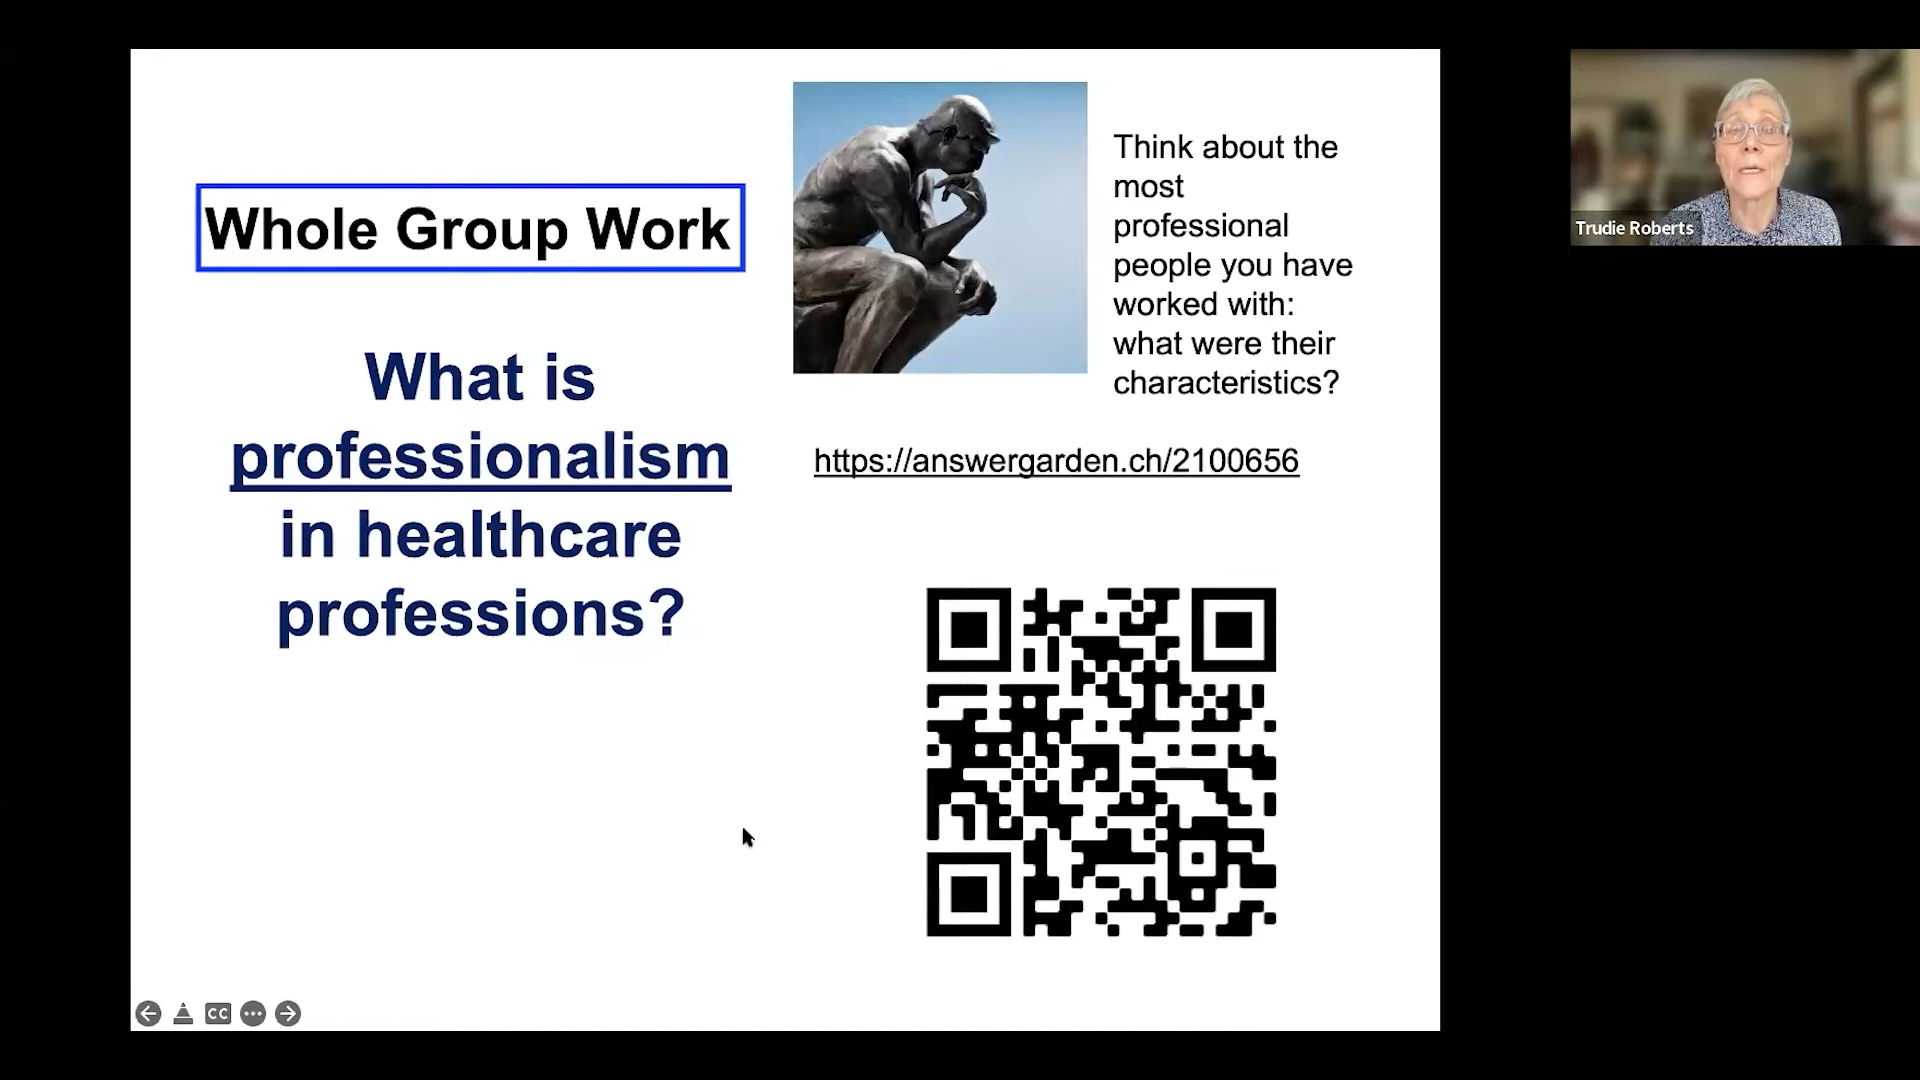 Whole Group Work
What is
professionalism
in healthcare
professions?
Think about the
most
professional
people you have
worked with:
what were their
characteristics?
https://answergarden.ch/2100656
Trudie Roberts
CC